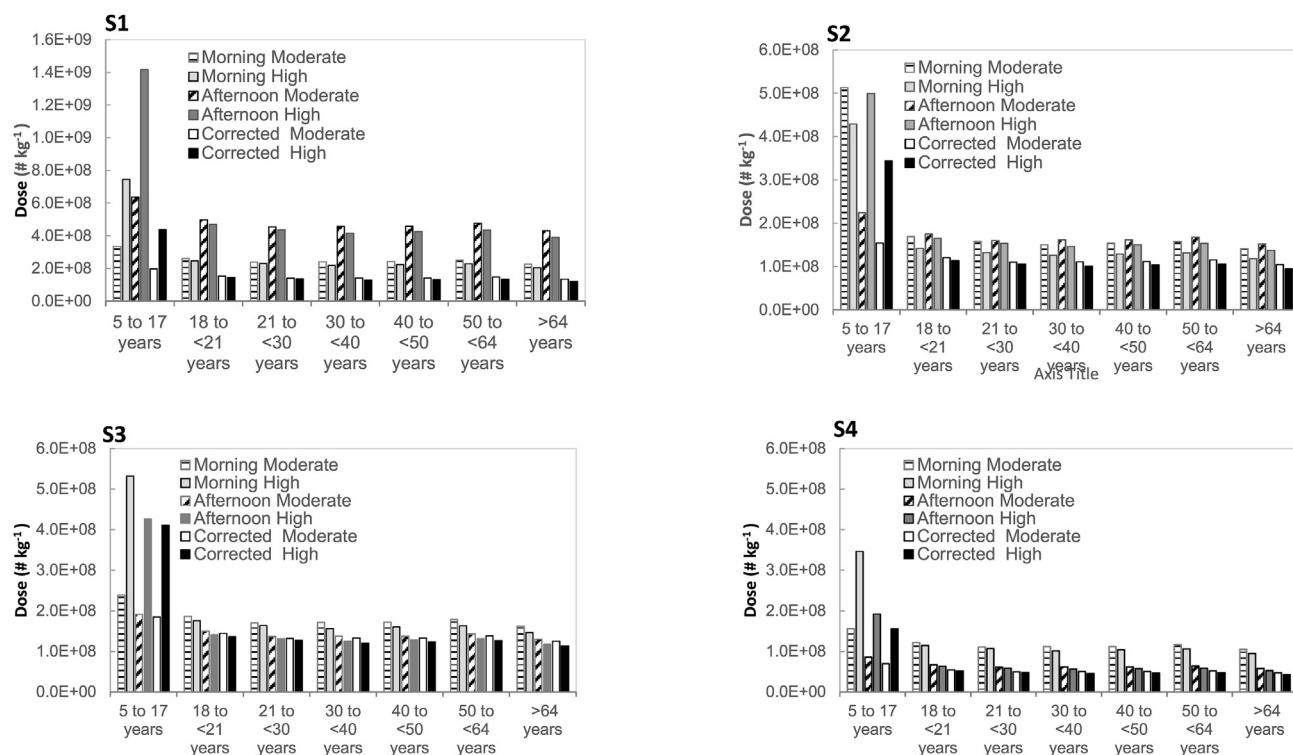 S1
1.6E+09
1.4E+09
1.2E+09
1.0E+09
8.0E+08
6.0E+08
4.0E+08
2.0E+08
0.0E+00
Dose (# kg-1)
Morning Moderate
Morning High
Afternoon Moderate
Afternoon High
Corrected Moderate
Corrected High
5 to 17 18 to 21 to 30 to 40 to 50 to >64
years <21 <30 <40 <50 <64 years
years years years years years
S2
6.0E+08
5.0E+08
4.0E+08
3.0E+08
2.0E+08
1.0E+08
0.0E+00
Dose (# kg-1)
Morning Moderate
Morning High
Afternoon Moderate
Afternoon High
Corrected Moderate
Corrected High
5 to 17 18 to 21 to 30 to 40 to 50 to >64
years <21 <30 <40 <50 <64 years
years years years years years
Axis Title
S3
6.0E+08
5.0E+08
4.0E+08
3.0E+08
2.0E+08
1.0E+08
0.0E+00
Dose (# kg-1)
Morning Moderate
Morning High
Afternoon Moderate
Afternoon High
Corrected Moderate
Corrected High
5 to 17 18 to 21 to 30 to 40 to 50 to >64
years <21 <30 <40 <50 <64 years
years years years years years
S4
6.0E+08
5.0E+08
4.0E+08
3.0E+08
2.0E+08
1.0E+08
0.0E+00
Dose (# kg-1)
Morning Moderate
Morning High
Afternoon Moderate
Afternoon High
Corrected Moderate
Corrected High
5 to 17 18 to 21 to 30 to 40 to 50 to >64
years <21 <30 <40 <50 <64 years
years years years years years